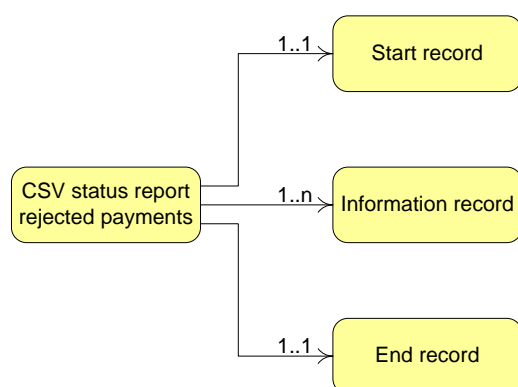 1..1
Start record
CSV status report
rejected payments
1..n
Information record
1..1
End record